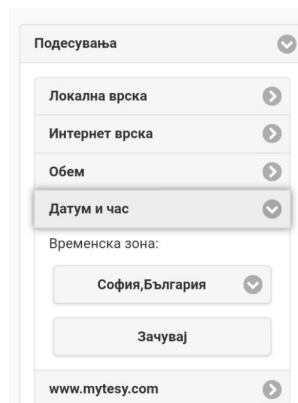 Подесувања
Локална врска
Интернет врска
Обем
Датум и час
Временска зона:
София,България
Зачувај
www.mytesy.com